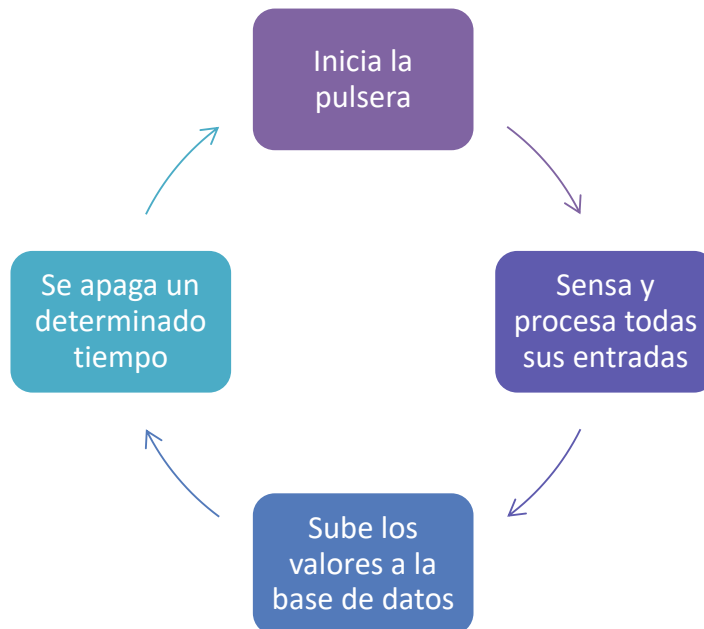 Inicia la
pulsera
Sensa y
procesa todas
sus entradas
Sube los
valores a la
base de datos
Se apaga un
determinado
tiempo